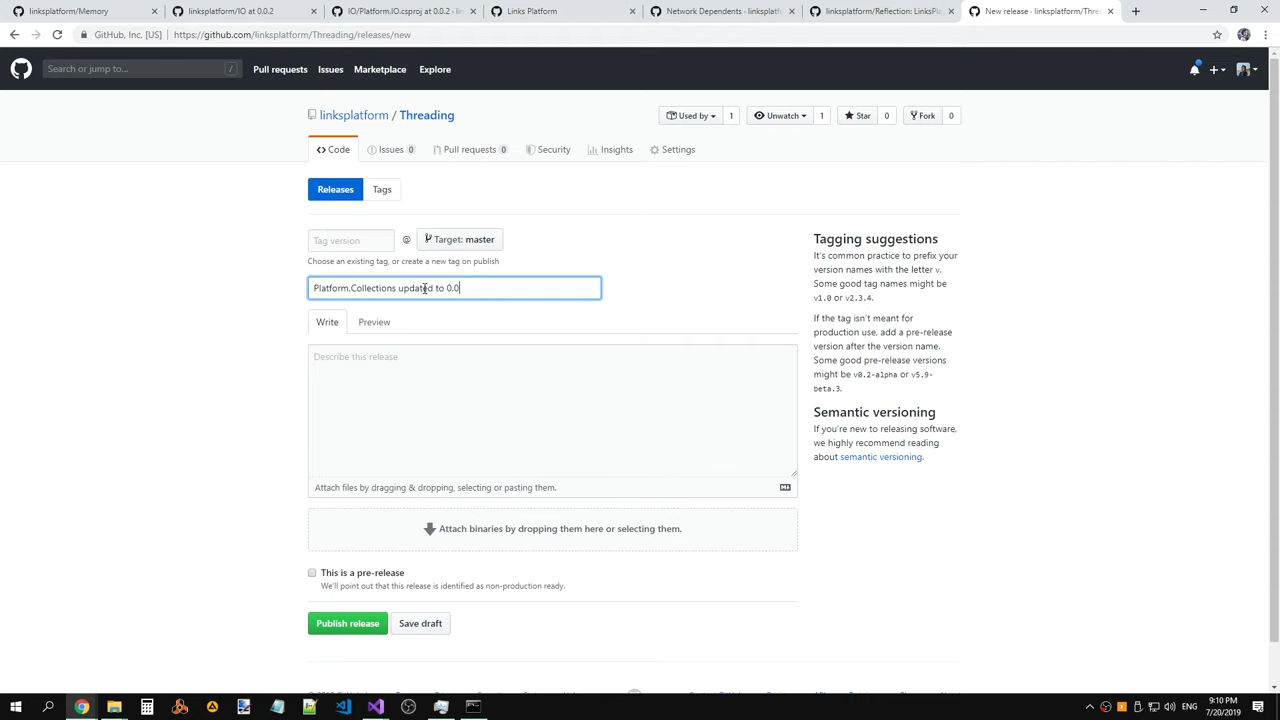 linksplatform/Memory
linksplatform/IO at 0.0.2
IO/Platform.IO.csproj at 0.0.2 · lin
Links Platform
Network Dependents · linksplatf
linksplatform/Reflection: LinksPla
New release · linksplatform/Thre
GitHub, Inc. [US] | https://github.com/linksplatform/Threading/releases/new
Search or jump to... /
Pull requests Issues Marketplace Explore
linksplatform / Threading
Used by 1 Unwatch 1 Star 0 Fork 0
Code Issues 0 Pull requests 0 Security Insights Settings
Releases Tags
Tag version @ Target: master
Choose an existing tag, or create a new tag on publish
Platform.Collections updated to 0.0
Write Preview
Describe this release
Attach files by dragging & dropping, selecting or pasting them.
Attach binaries by dropping them here or selecting them.
This is a pre-release
We'll point out that this release is identified as non-production ready.
Publish release Save draft
Tagging suggestions
It's common practice to prefix your
version names with the letter v.
Some good tag names might be
v1.0 or v2.3.4.
If the tag isn't meant for
production use, add a pre-release
version after the version name.
Some good pre-release versions
might be v0.2-alpha or v5.9-
beta.3.
Semantic versioning
If you're new to releasing software,
we highly recommend reading
about semantic versioning.
ENG
9:10 PM
7/20/2019